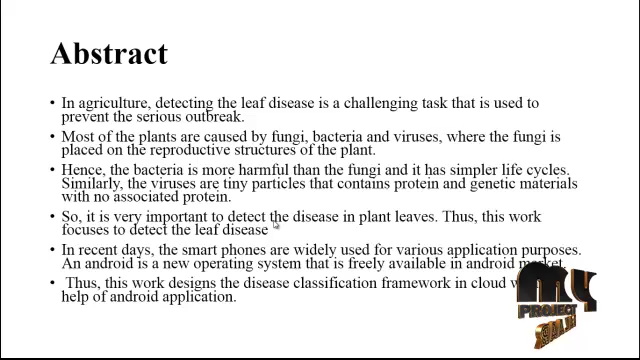 Abstract
• In agriculture, detecting the leaf disease is a challenging task that is used to
prevent the serious outbreak.
• Most of the plants are caused by fungi, bacteria and viruses, where the fungi is
placed on the reproductive structures of the plant.
• Hence, the bacteria is more harmful than the fungi and it has simpler life cycles.
Similarly, the viruses are tiny particles that contains protein and genetic materials
with no associated protein.
• So, it is very important to detect the disease in plant leaves. Thus, this work
focuses to detect the leaf disease
• In recent days, the smart phones are widely used for various application purposes.
An android is a new operating system that is freely available in android market.
• Thus, this work designs the disease classification framework in cloud
help of android application.
MY
PROJECT